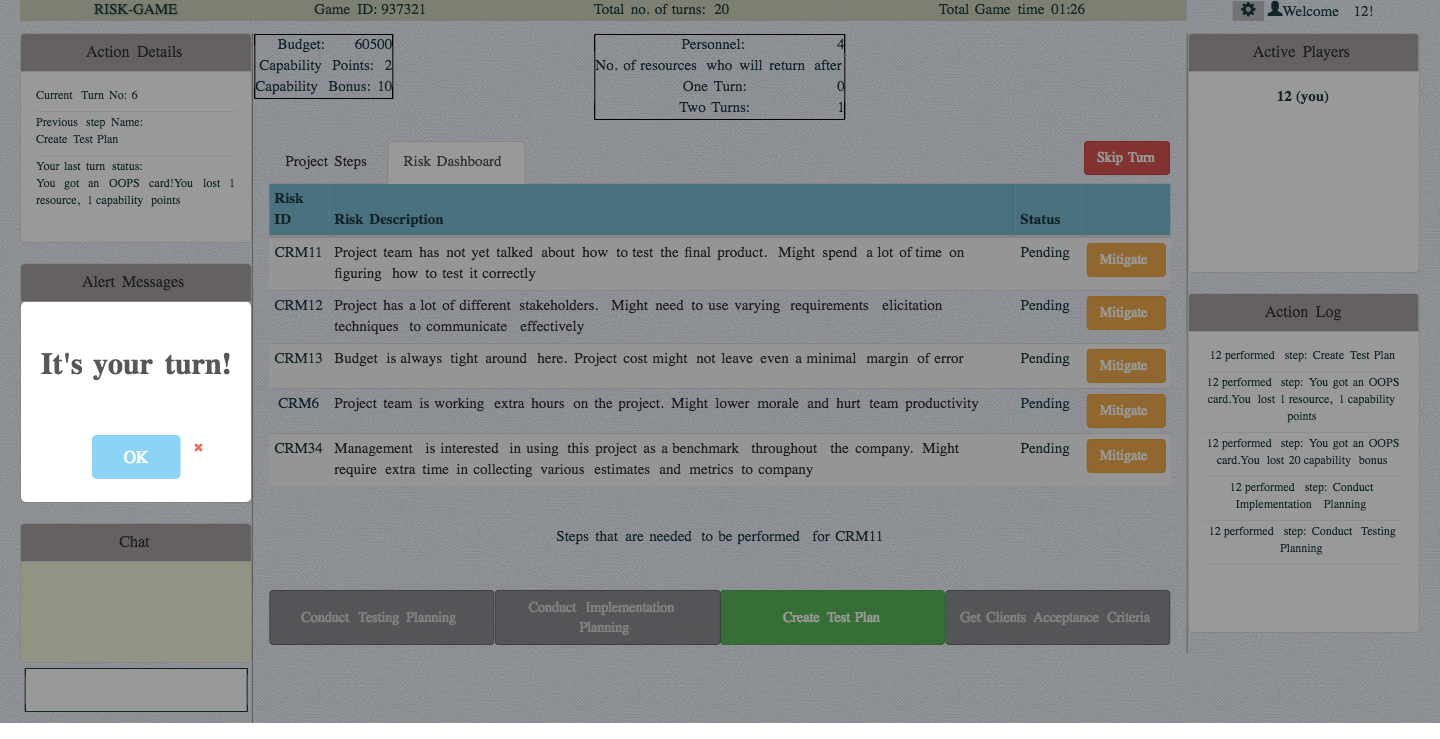 RISK-GAME
Game ID: 937321
Total no. of turns: 20
Total Game time 01:26
Welcome 12!
Action Details
Current Turn No: 6
Previous step Name:
Create Test Plan
Your last turn status:
You got an OOPS card!You lost 1
resource, 1 capability points
Alert Messages
It's your turn!
OK
Chat
Budget: 60500
Capability Points: 2
Capability Bonus: 10
Personnel: 4
No. of resources who will return after
One Turn: 0
Two Turns: 1
Project Steps
Risk Dashboard
Skip Turn
Risk
ID
Risk Description
Status
CRM11 Project team has not yet talked about how to test the final product. Might spend a lot of time on Pending Mitigate
figuring how to test it correctly
CRM12 Project has a lot of different stakeholders. Might need to use varying requirements elicitation Pending Mitigate
techniques to communicate effectively
CRM13 Budget is always tight around here. Project cost might not leave even a minimal margin of error Pending Mitigate
CRM6 Project team is working extra hours on the project. Might lower morale and hurt team productivity Pending Mitigate
CRM34 Management is interested in using this project as a benchmark throughout the company. Might Pending Mitigate
require extra time in collecting various estimates and metrics to company
Steps that are needed to be performed for CRM11
Conduct Testing Planning
Conduct Implementation
Planning
Create Test Plan
Get Clients Acceptance Criteria
Active Players
12 (you)
Action Log
12 performed step: Create Test Plan
12 performed step: You got an OOPS
card.You lost 1 resource, 1 capability
points
12 performed step: You got an OOPS
card.You lost 20 capability bonus
12 performed step: Conduct
Implementation Planning
12 performed step: Conduct Testing
Planning